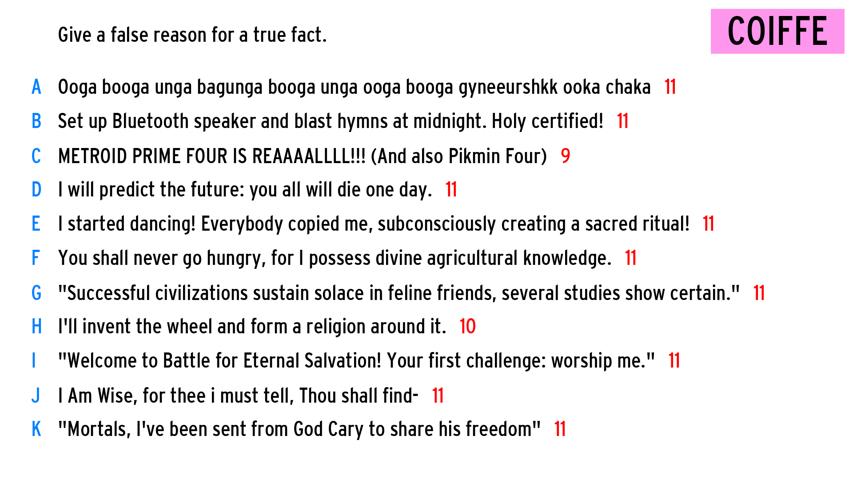 Give a false reason for a true fact.
COIFFE
A Ooga booga unga bagunga booga unga ooga booga gyneeurshkk ooka chaka 11
B Set up Bluetooth speaker and blast hymns at midnight. Holy certified! 11
C METROID PRIME FOUR IS REAAAALLLL!!! (And also Pikmin Four) 9
D I will predict the future: you all will die one day. 11
E I started dancing! Everybody copied me, subconsciously creating a sacred ritual! 11
F You shall never go hungry, for I possess divine agricultural knowledge. 11
G "Successful civilizations sustain solace in feline friends, several studies show certain." 11
H I'll invent the wheel and form a religion around it. 10
I "Welcome to Battle for Eternal Salvation! Your first challenge: worship me." 11
J I Am Wise, for thee i must tell, Thou shall find- 11
K "Mortals, I've been sent from God Cary to share his freedom" 11